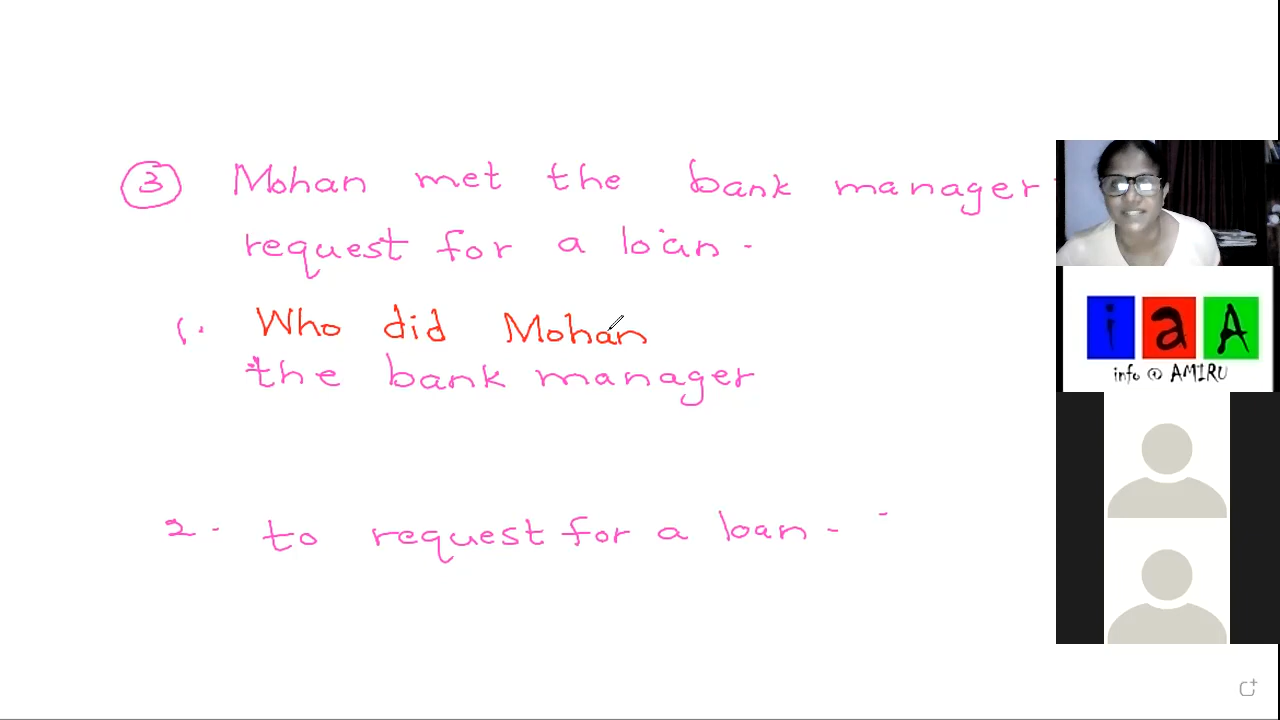 3 Mohan met the bank manager
request for a loan.
1. Who did Mohan
the bank manager
2. to request for a loan.
i a A
info @ AMIRU